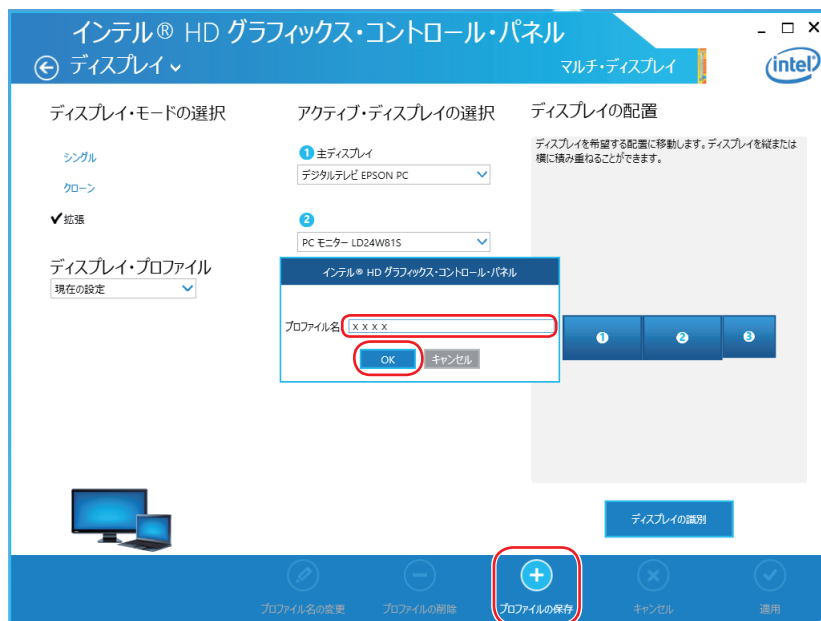 インテル® HD グラフィックス・コントロール・パネル
ディスプレイ
マルチ・ディスプレイ
intel
ディスプレイ・モードの選択
シングル
クローン
拡張
ディスプレイ・プロファイル
現在の設定
アクティブ・ディスプレイの選択
1 主ディスプレイ
デジタルテレビ EPSON PC
2
PC モニター LD24W81S
ディスプレイの配置
ディスプレイを希望する配置に移動します。ディスプレイを縦または
横に積み重ねることができます。
インテル® HD グラフィックス・コントロール・パネル
プロファイル名 xxxx
OK キャンセル
1 2 3
ディスプレイの識別
プロファイル名の変更 プロファイルの削除 プロファイルの保存 キャンセル 適用